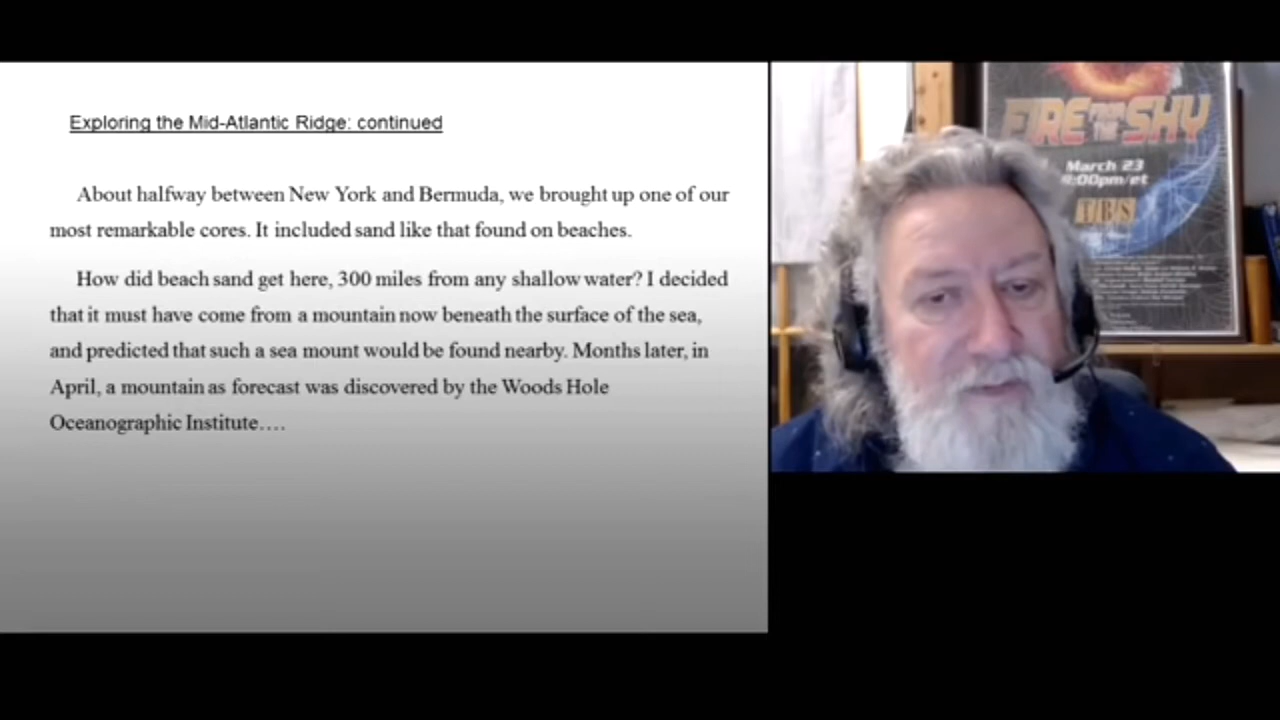 Exploring the Mid-Atlantic Ridge: continued
About halfway between New York and Bermuda, we brought up one of our
most remarkable cores. It included sand like that found on beaches.
How did beach sand get here, 300 miles from any shallow water? I decided
that it must have come from a mountain now beneath the surface of the sea,
and predicted that such a sea mount would be found nearby. Months later, in
April, a mountain as forecast was discovered by the Woods Hole
Oceanographic Institute….
FIRE FROM THE SKY
March 23
TBS